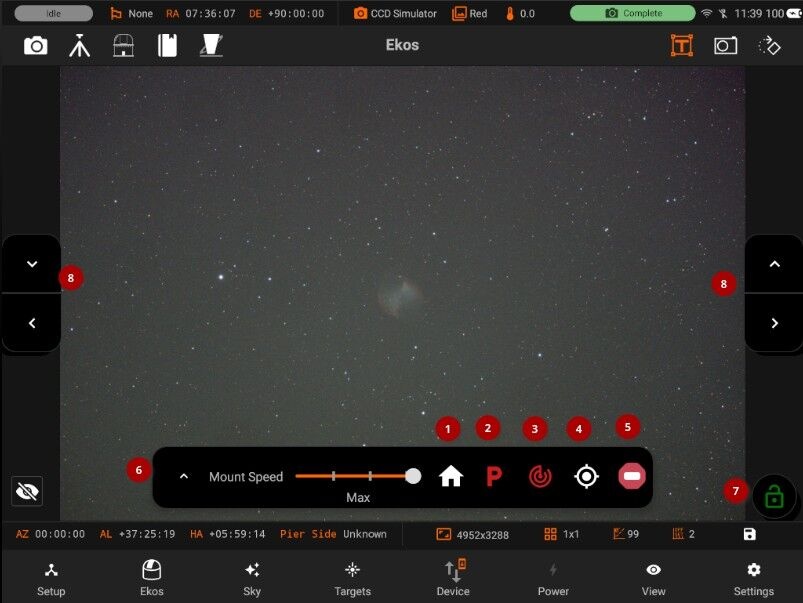 Idle None RA 07:36:07 DE +90:00:00 CCD Simulator Red 0.0 Complete 11:39 100
Ekos
T
8
8
1 2 3 4 5
6 Mount Speed P
Max
7
AZ 00:00:00 AL +37:25:19 HA +05:59:14 Pier Side Unknown 4952x3288 1x1 99 2
Setup Ekos Sky Targets Device Power View Settings